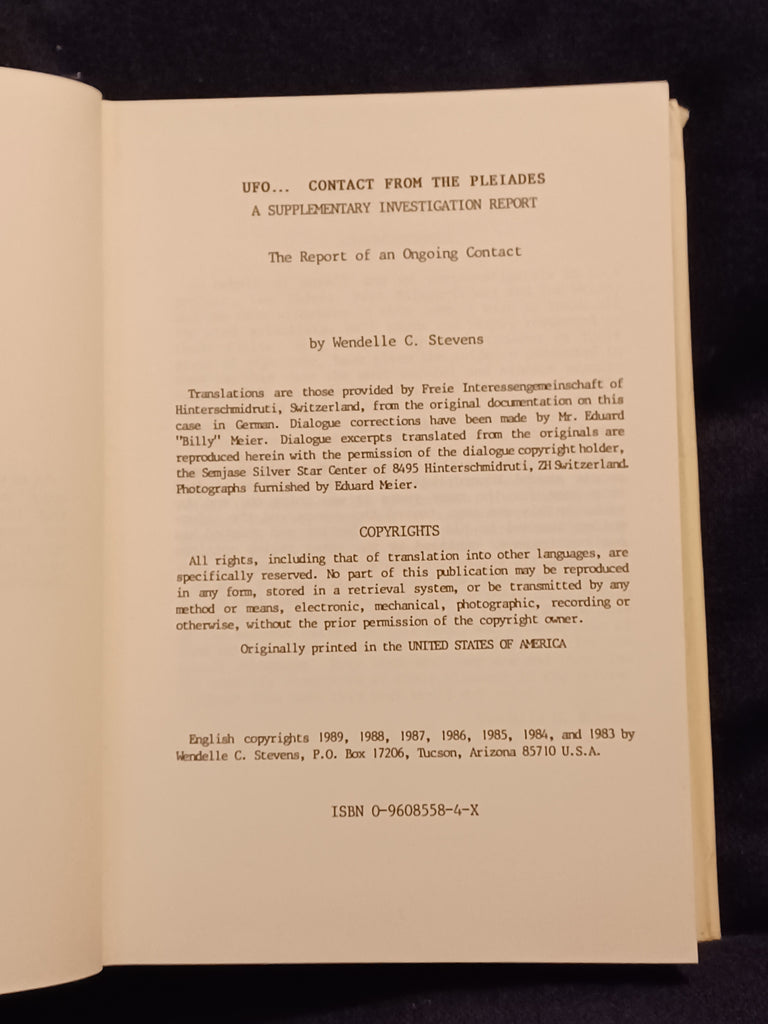 UFO... CONTACT FROM THE PLEIADES
A SUPPLEMENTARY INVESTIGATION REPORT
The Report of an Ongoing Contact
by Wendelle C. Stevens
Translations are those provided by Freie Interessengemeinschaft of
Hinterschmidruti, Switzerland, from the original documentation on this
case in German. Dialogue corrections have been made by Mr. Eduard
"Billy" Meier. Dialogue excerpts translated from the originals are
reproduced herein with the permission of the dialogue copyright holder,
the Semjase Silver Star Center of 8495 Hinterschmidruti, ZH Switzerland.
Photographs furnished by Eduard Meier.
COPYRIGHTS
All rights, including that of translation into other languages, are
specifically reserved. No part of this publication may be reproduced
in any form, stored in a retrieval system, or be transmitted by any
method or means, electronic, mechanical, photographic, recording or
otherwise, without the prior permission of the copyright owner.
Originally printed in the UNITED STATES OF AMERICA
English copyrights 1989, 1988, 1987, 1986, 1985, 1984, and 1983 by
Wendelle C. Stevens, P.O. Box 17206, Tucson, Arizona 85710 U.S.A.
ISBN 0-9608558-4-X